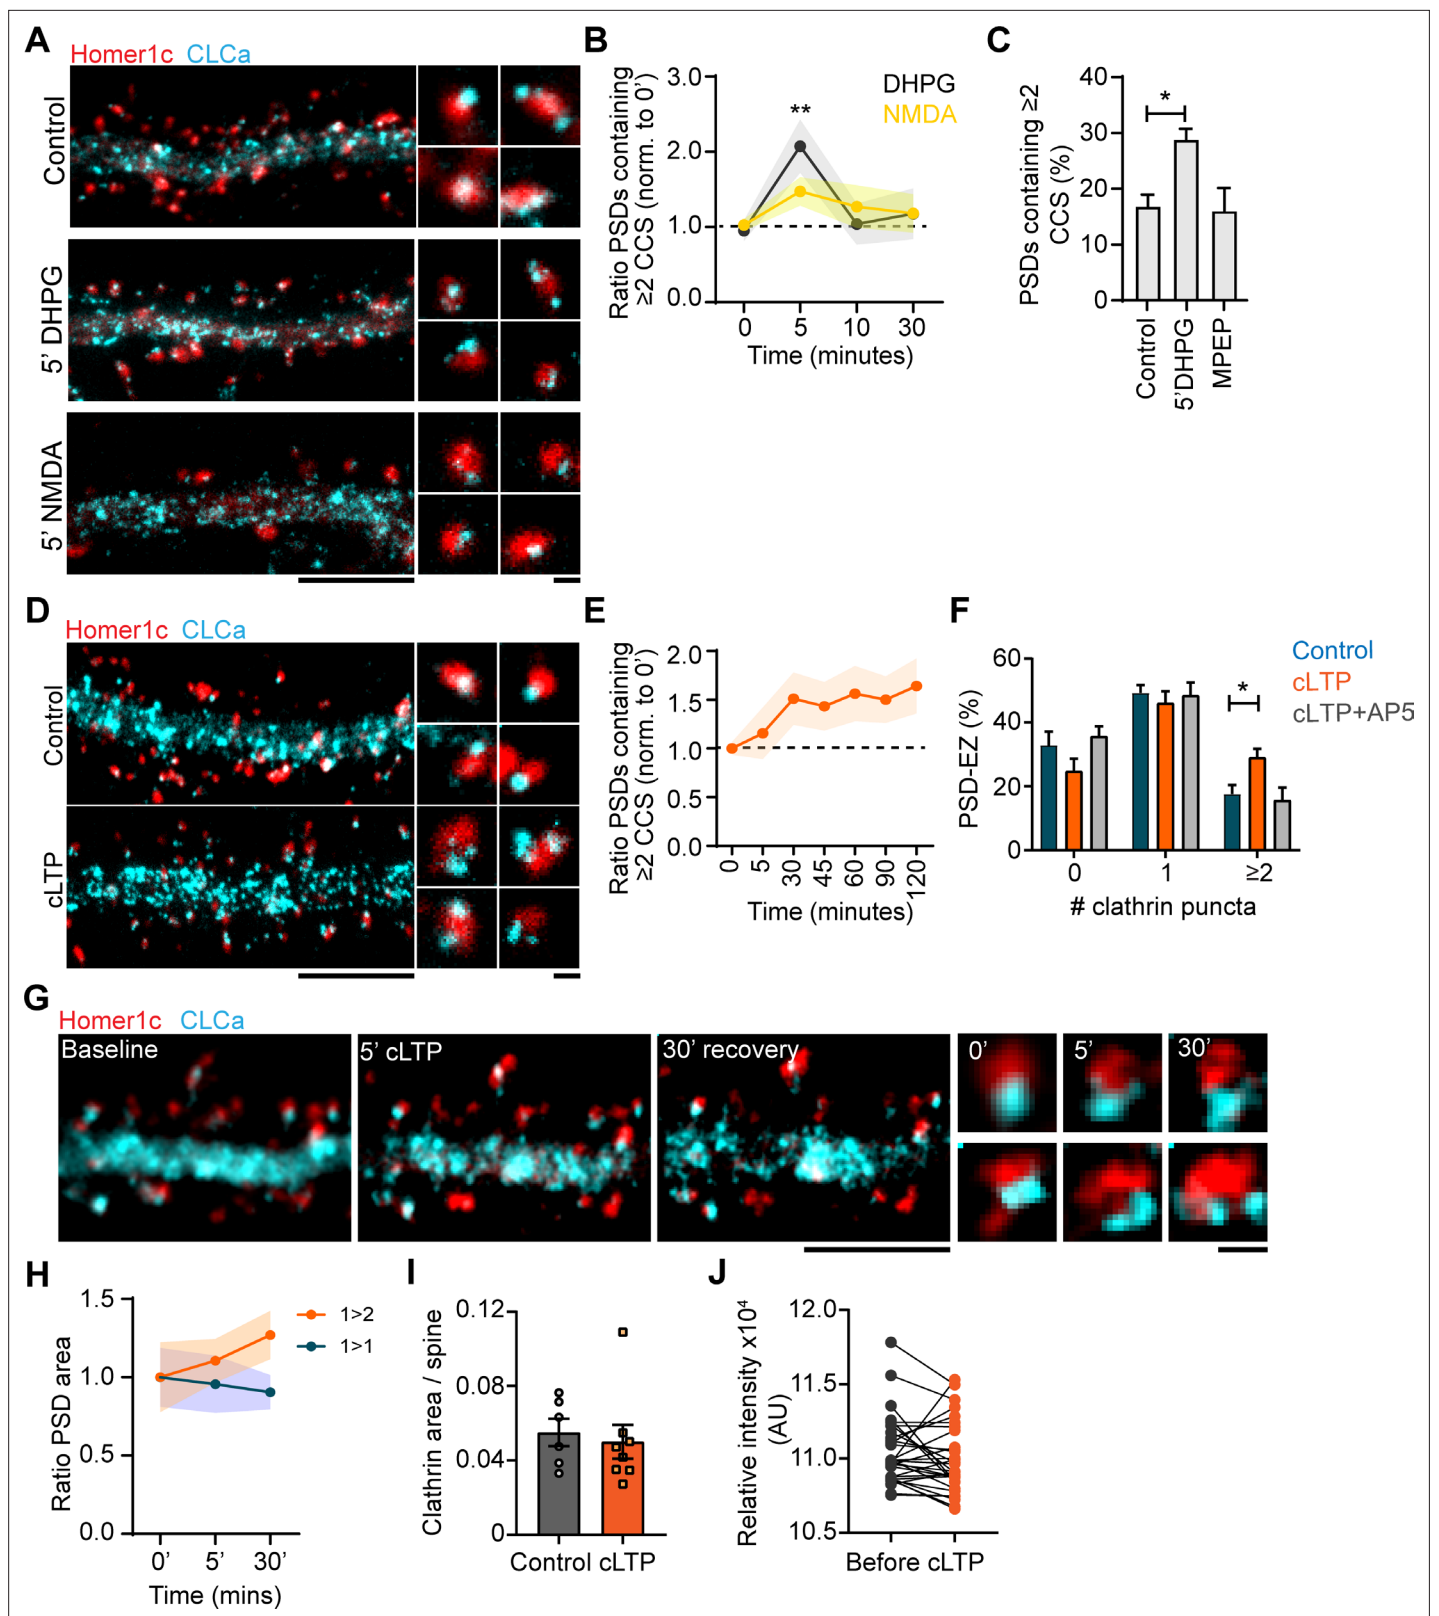 A
Homer1c CLCa
Control
5' DHPG
5' NMDA
B
Ratio PSDs containing
≥2 CCS (norm. to 0')
3.0
2.0
1.0
0.0
DHPG
NMDA
**
0 5 10 30
Time (minutes)
C
PSDs containing ≥2
CCS (%)
40
30
20
10
0
*
Control
5'DHPG
MPEP
D
Homer1c CLCa
Control
cLTP
E
Ratio PSDs containing
≥2 CCS (norm. to 0')
2.0
1.5
1.0
0.5
0.0
0 5 30 45 60 90 120
Time (minutes)
F
PSD-EZ (%)
60
40
20
0
Control
cLTP
cLTP+AP5
*
0 1 ≥2
# clathrin puncta
G
Homer1c CLCa
Baseline
5' cLTP
30' recovery
0' 5' 30'
H
Ratio PSD area
1.5
1.0
0.5
0.0
1>2
1>1
0' 5' 30'
Time (mins)
I
Clathrin area / spine
0.12
0.08
0.04
0
Control cLTP
J
Relative intensity x10⁴
(AU)
12.0
11.5
11.0
10.5
Before cLTP